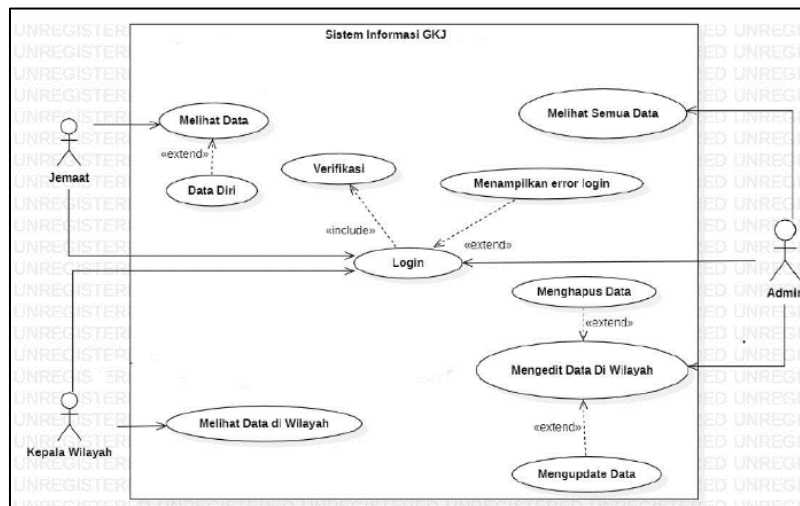 Sistem Informasi GKJ
Melihat Data
Melihat Semua Data
«extend»
Jemaat
Verifikasi
Menampilkan error login
Data Diri
«include»
«extend»
Login
Menghapus Data
Admin
«extend»
Mengedit Data Di Wilayah
Melihat Data di Wilayah
«extend»
Kepala Wilayah
Mengupdate Data